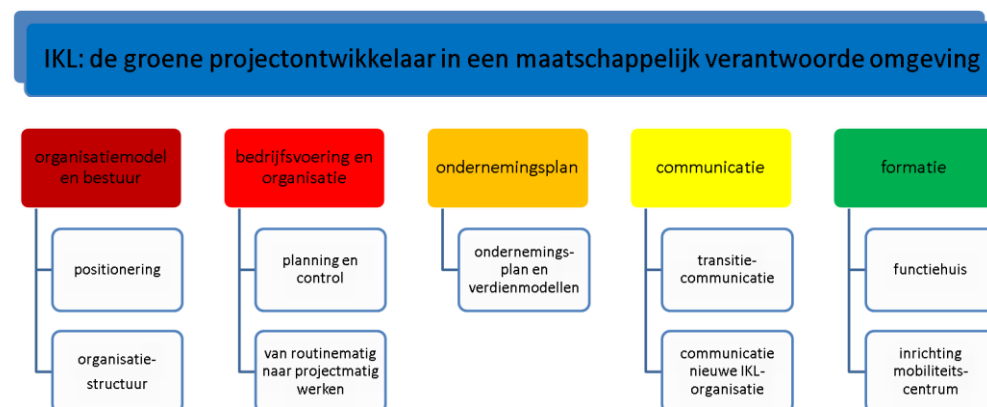 IKL: de groene projectontwikkelaar in een maatschappelijk verantwoorde omgeving
organisatiemodel
en bestuur
bedrijfsvoering en
organisatie
ondernemingsplan
communicatie
formatie
positionering
planning en
control
ondernemings-
plan en
verdienmodellen
transitie-
communicatie
functiehuis
organisatie-
structuur
van routinematig
naar projectmatig
werken
communicatie
nieuwe IKL-
organisatie
inrichting
mobiliteits-
centrum